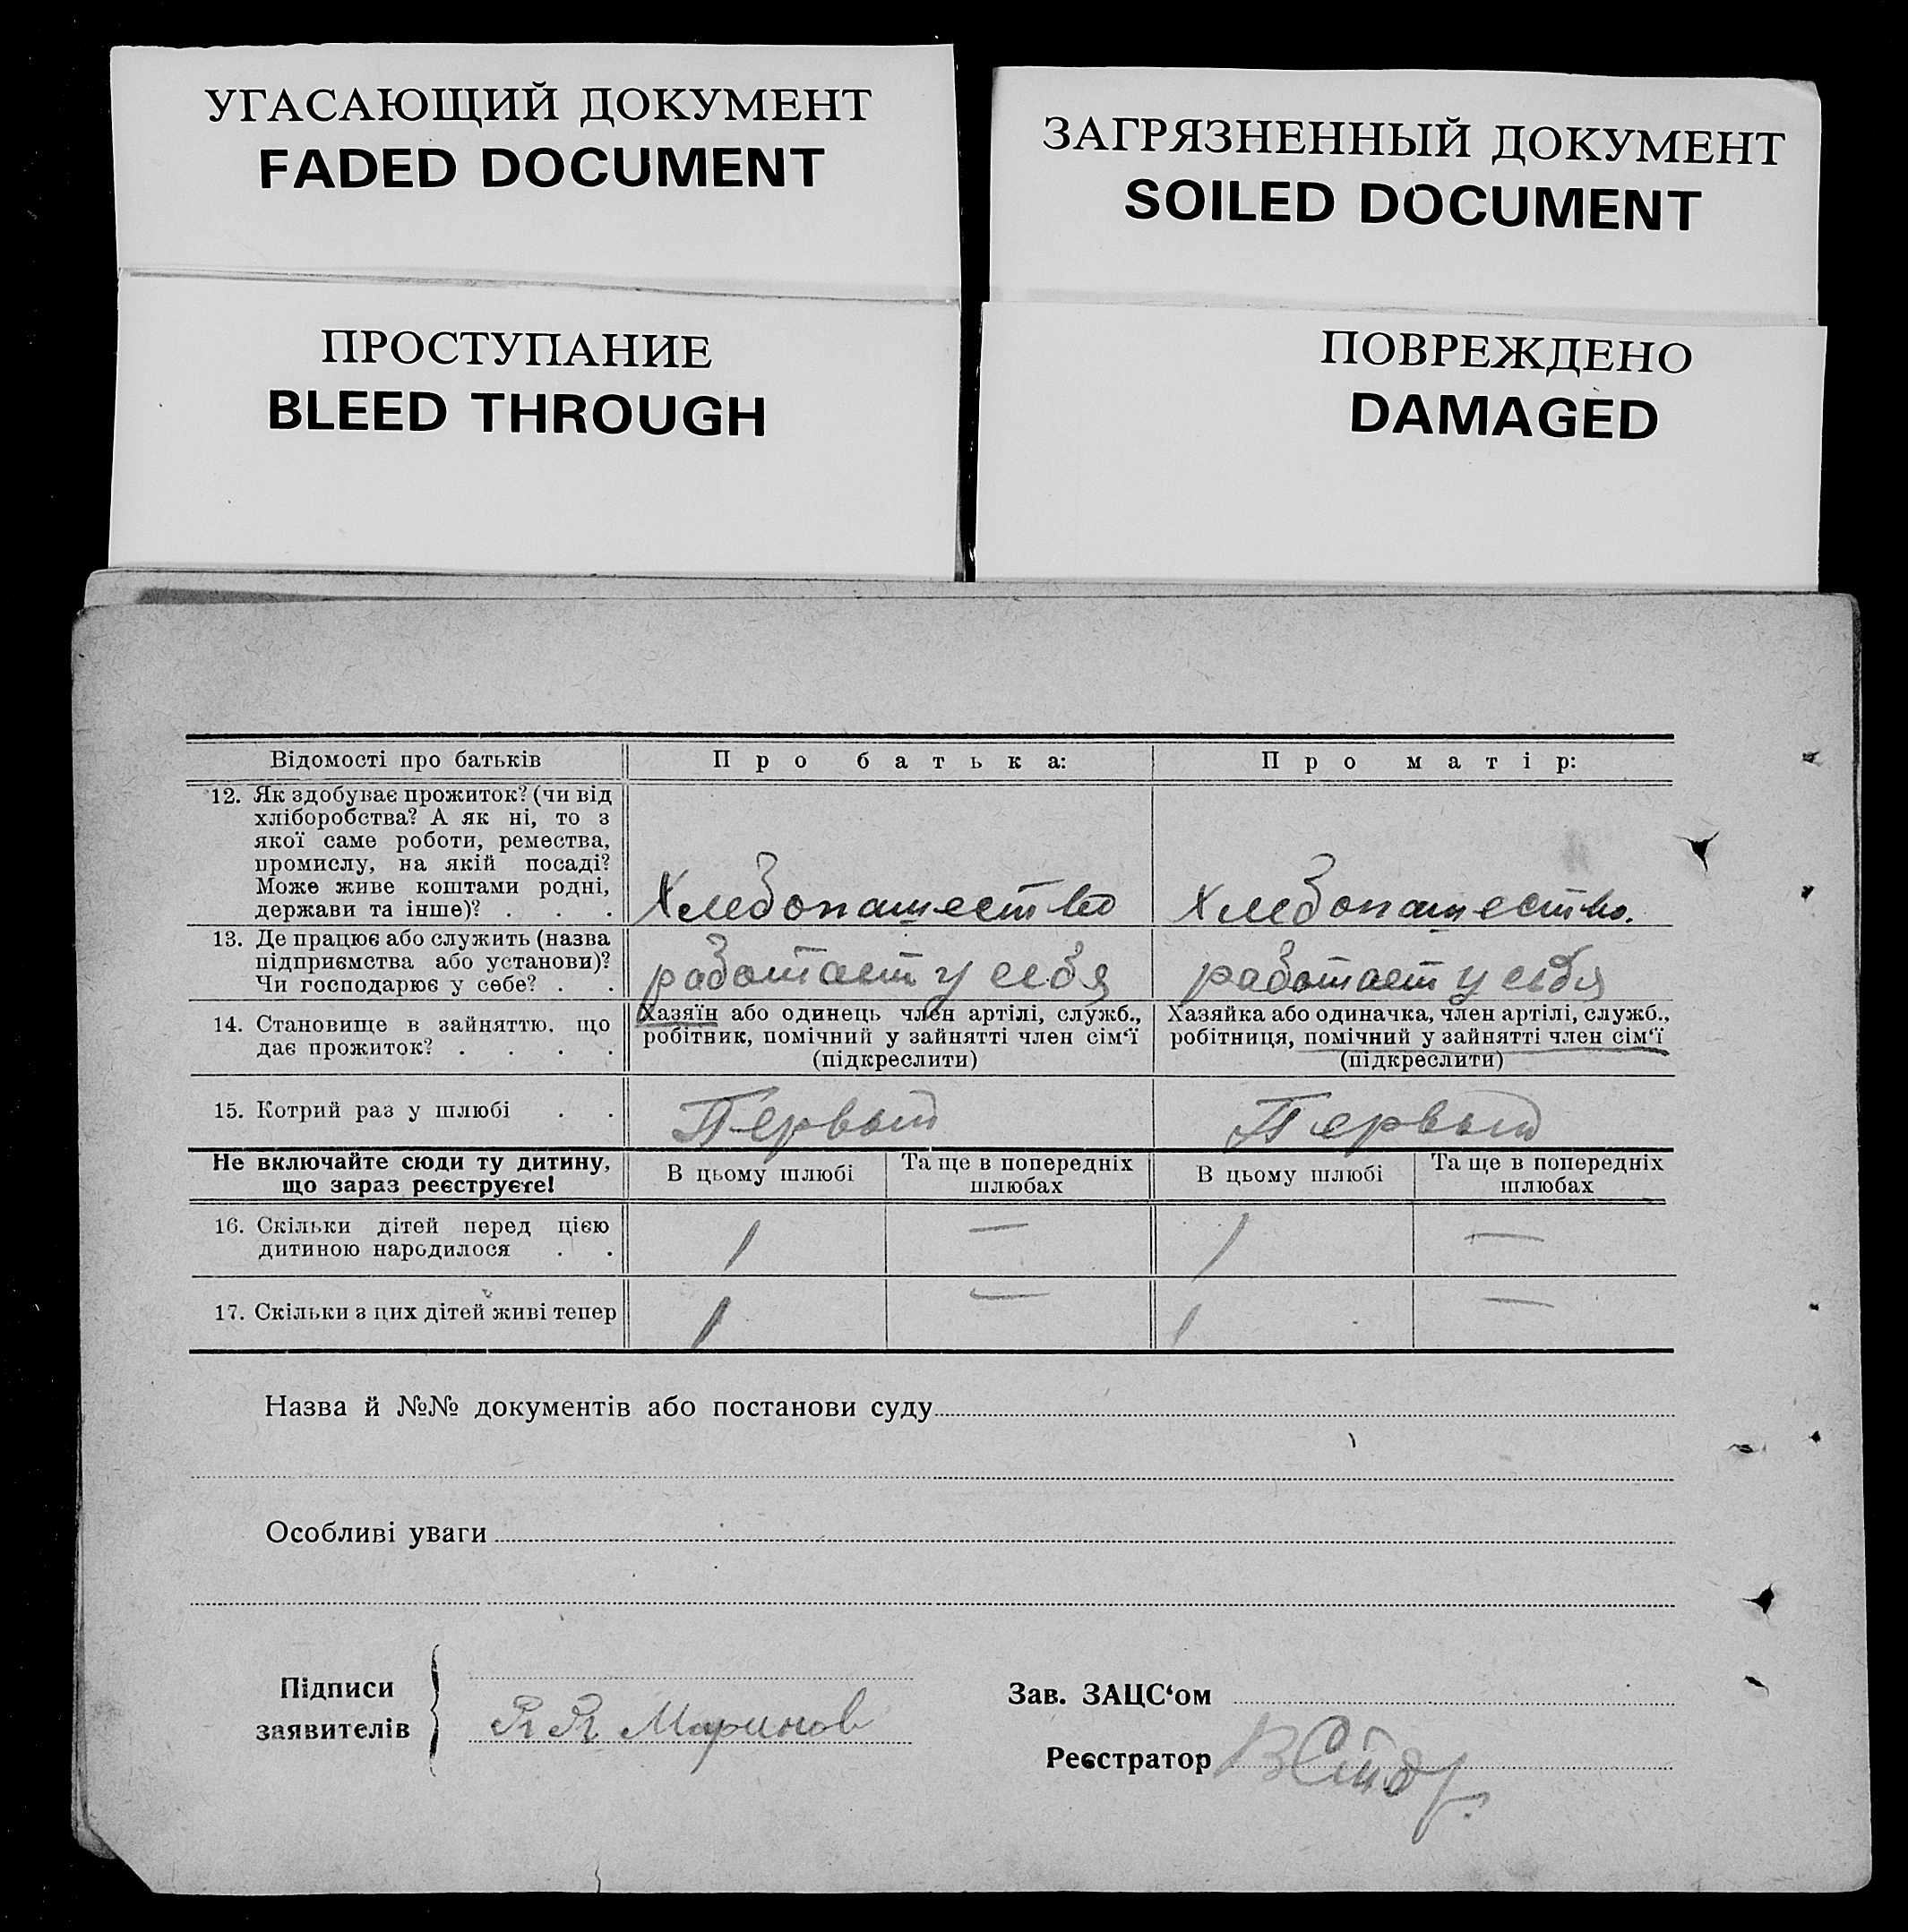 УГАСАЮЩИЙ ДОКУМЕНТ
FADED DOCUMENT
ЗАГРЯЗНЕННЫЙ ДОКУМЕНТ
SOILED DOCUMENT
ПРОСТУПАНИЕ
BLEED THROUGH
ПОВРЕЖДЕНО
DAMAGED
Відомості про батьків
Про батька:
Про матір:
12. Як здобуває прожиток? (чи від
хліборобства? А як ні, то з
якої саме роботи, ремества,
промислу, на якій посаді?
Може живе коштами родні,
держави та інше)? . . .
Хлебопашество
Хлебопашество.
13. Де працює або служить (назва
підприємства або установи)?
Чи господарює у себе? . .
работает у себя
работает у себя
14. Становище в зайняттю, що
дає прожиток? . . . .
Хазяїн або одинець член артілі, служб.,
робітник, помічний у зайнятті член сім‘ї
(підкреслити)
Хазяйка або одиначка, член артілі, служб.,
робітниця, помічний у зайнятті член сім‘ї
(підкреслити)
15. Котрий раз у шлюбі . .
Первый
Первый
Не включайте сюди ту дитину,
що зараз реєструєте!
В цьому шлюбі
Та ще в попередніх
шлюбах
В цьому шлюбі
Та ще в попередніх
шлюбах
16. Скільки дітей перед цією
дитиною народилося . .
1 — 1 —
17. Скільки з цих дітей живі тепер
1 — 1 —
Назва й №№ документів або постанови суду
Особливі уваги
Підписи
заявителів
Маринов
Зав. ЗАЦС‘ом
Реєстратор